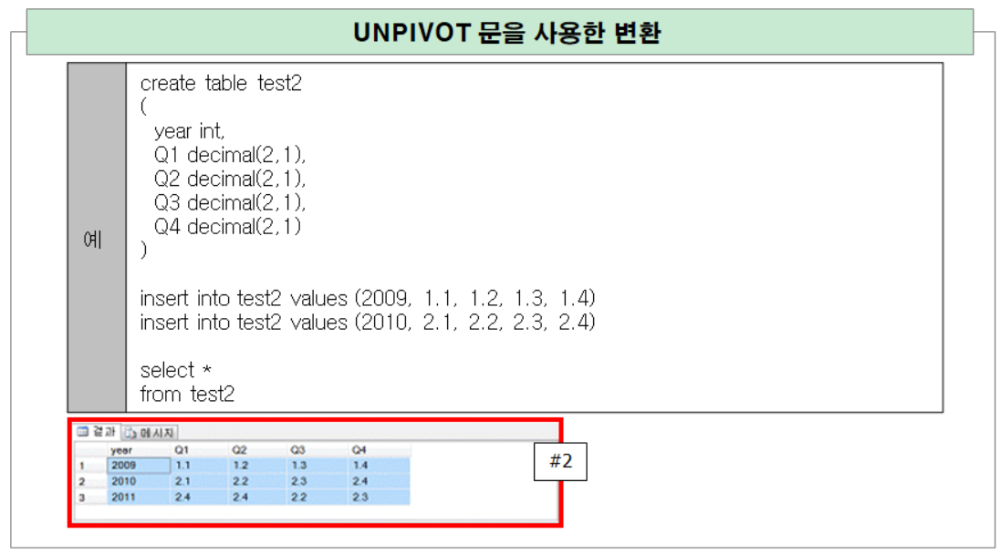 UNPIVOT 문을 사용한 변환
예
create table test2
(
year int,
Q1 decimal(2,1),
Q2 decimal(2,1),
Q3 decimal(2,1),
Q4 decimal(2,1)
)
insert into test2 values (2009, 1.1, 1.2, 1.3, 1.4)
insert into test2 values (2010, 2.1, 2.2, 2.3, 2.4)
select *
from test2
결과 메시지
year Q1 Q2 Q3 Q4
1 2009 1.1 1.2 1.3 1.4
2 2010 2.1 2.2 2.3 2.4
3 2011 2.4 2.4 2.2 2.3
#2